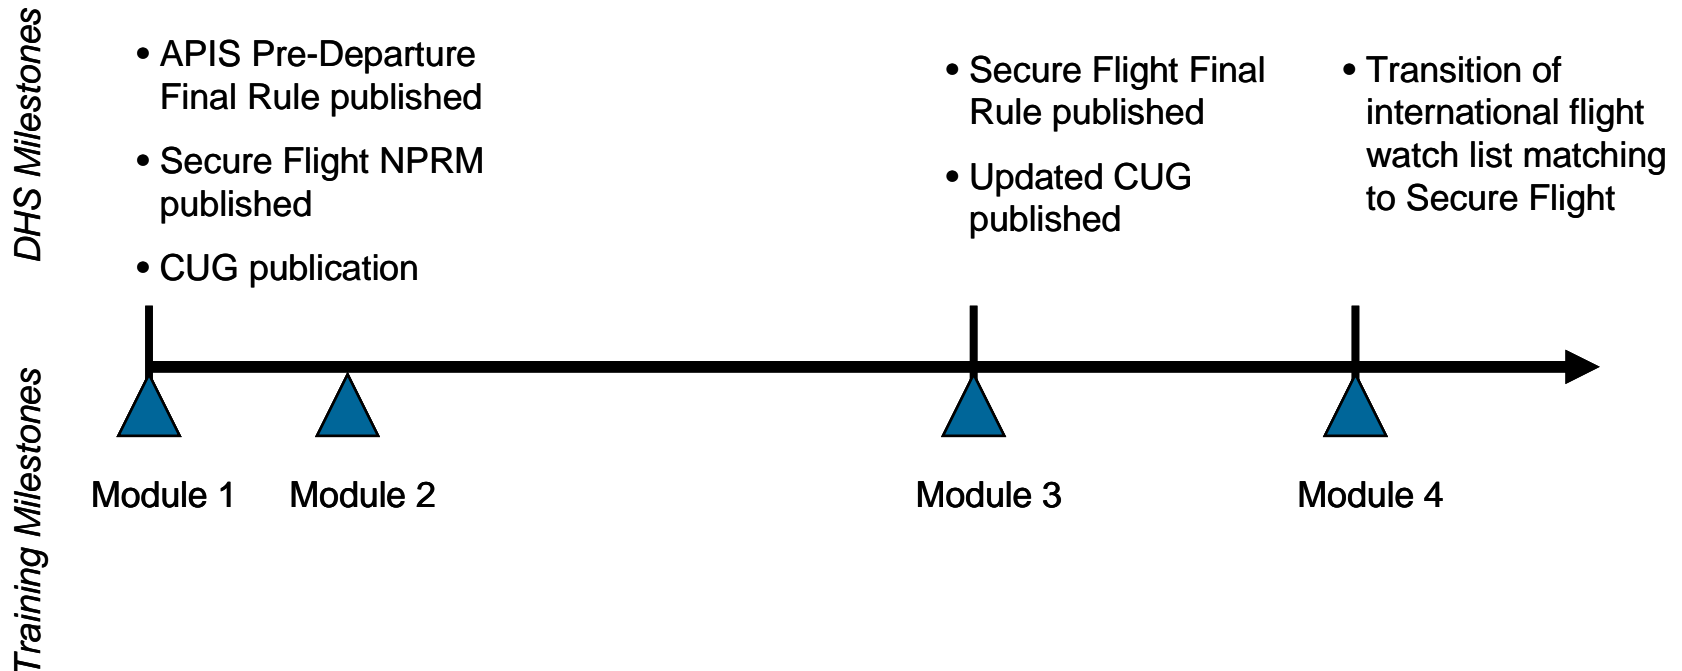 DHS Milestones
• APIS Pre-Departure
Final Rule published
• Secure Flight NPRM
published
• CUG publication
• Secure Flight Final
Rule published
• Updated CUG
published
• Transition of
international flight
watch list matching
to Secure Flight
Training Milestones
Module 1
Module 2
Module 3
Module 4